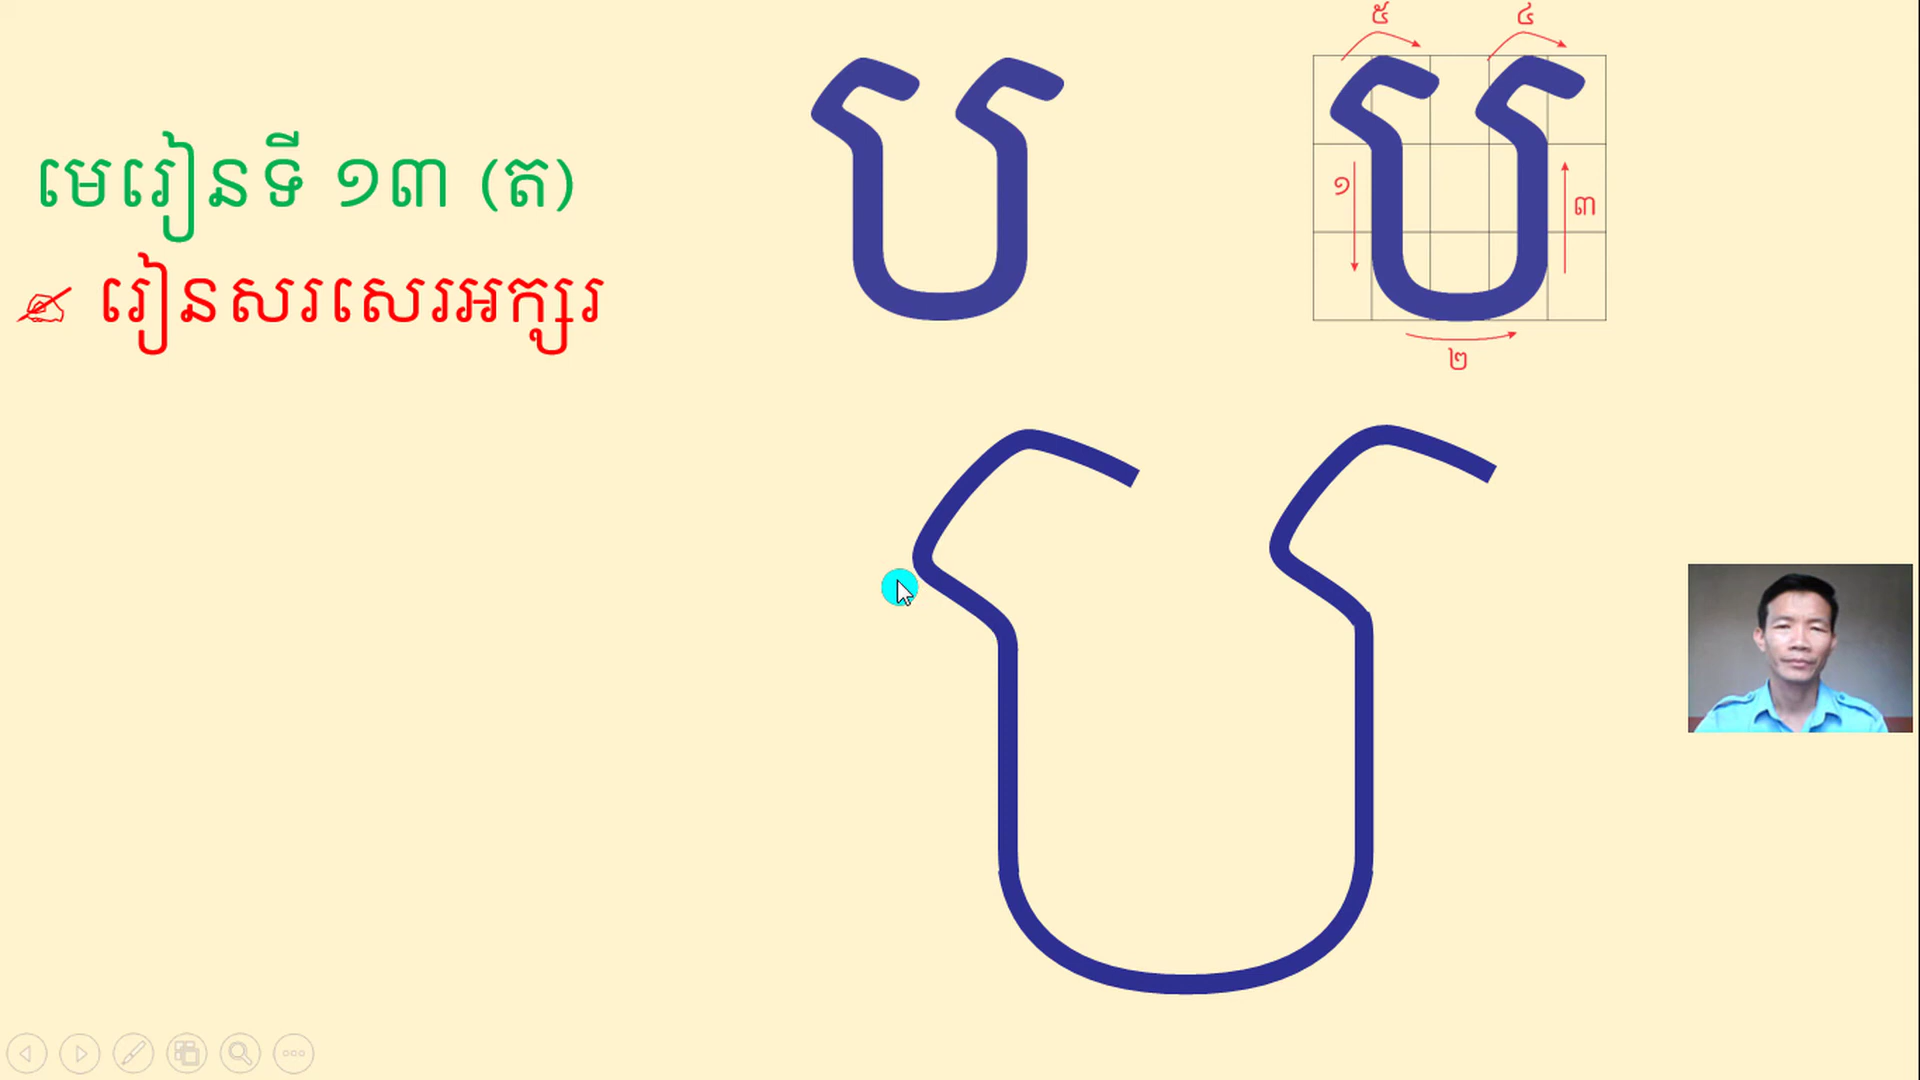 មេរៀនទី ១៣ (ត)
រៀនសរសេរអក្សរ
ប
ប
៥
៤
១
៣
២
ប